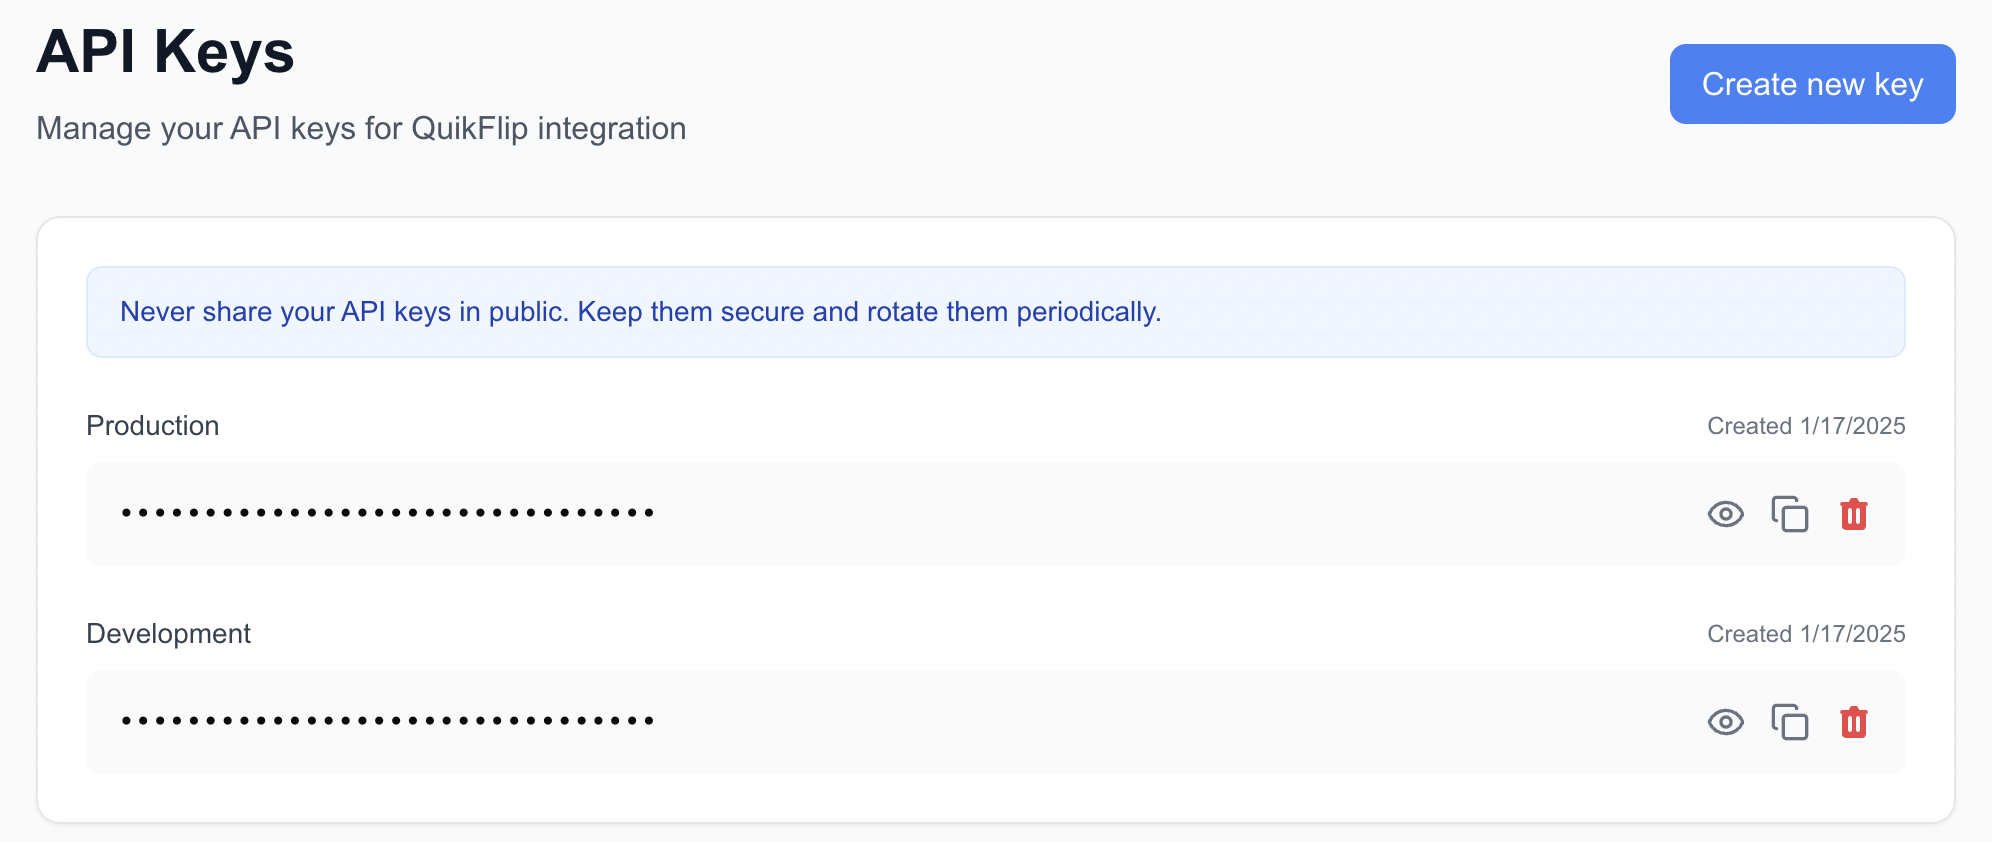 API Keys
Create new key
Manage your API keys for QuikFlip integration
Never share your API keys in public. Keep them secure and rotate them periodically.
Production
Created 1/17/2025
••••••••••••••••••••••••••••••••
Development
Created 1/17/2025
••••••••••••••••••••••••••••••••